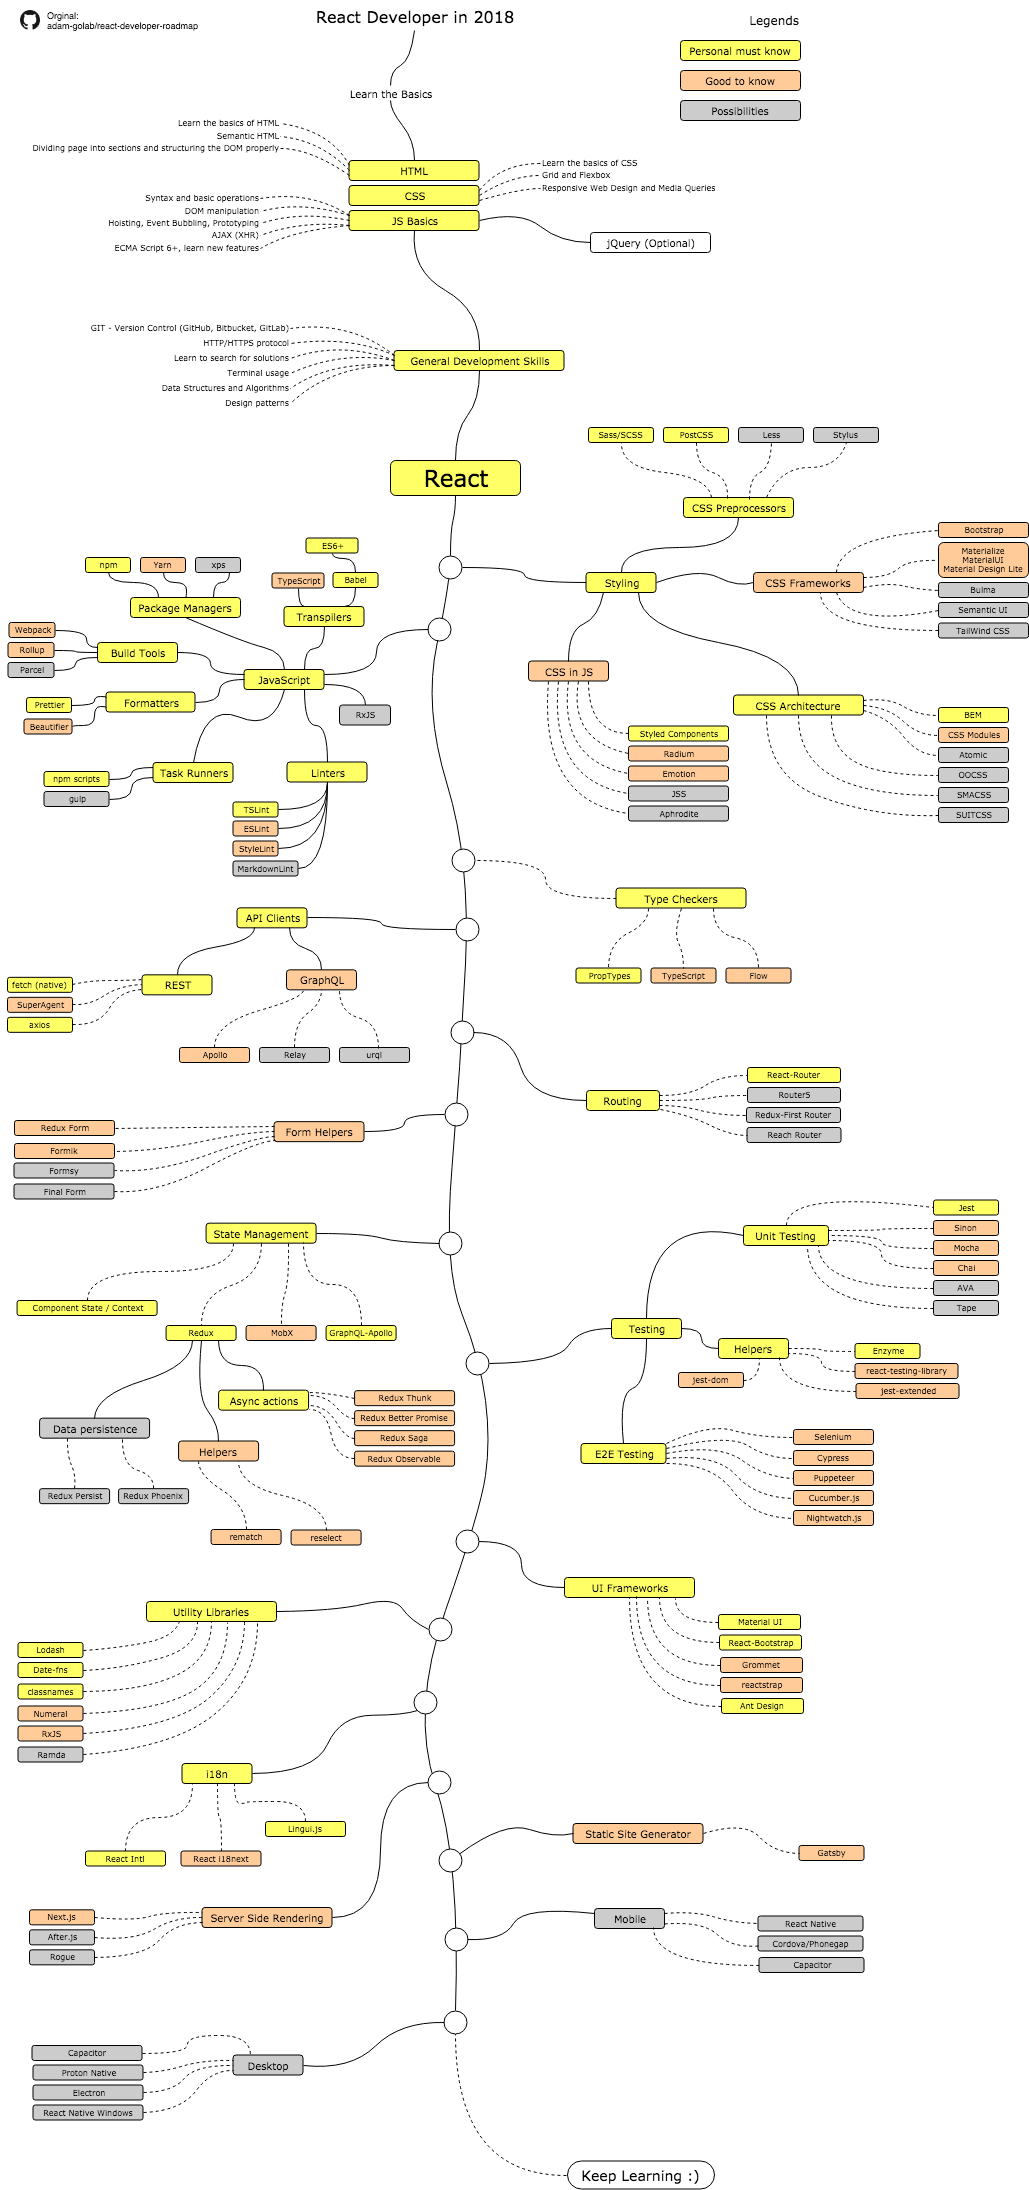 Orginal:
adam-golab/react-developer-roadmap
React Developer in 2018
Legends
Personal must know
Good to know
Possibilities
Learn the Basics
Learn the basics of HTML
Semantic HTML
Dividing page into sections and structuring the DOM properly
HTML
Learn the basics of CSS
Grid and Flexbox
Responsive Web Design and Media Queries
CSS
Syntax and basic operations
DOM manipulation
Hoisting, Event Bubbling, Prototyping
AJAX (XHR)
ECMA Script 6+, learn new features
JS Basics
jQuery (Optional)
GIT - Version Control (GitHub, Bitbucket, GitLab)
HTTP/HTTPS protocol
Learn to search for solutions
Terminal usage
Data Structures and Algorithms
Design patterns
General Development Skills
React
Sass/SCSS
PostCSS
Less
Stylus
CSS Preprocessors
Styling
CSS Frameworks
Bootstrap
Materialize
MaterialUI
Material Design Lite
Bulma
Semantic UI
TailWind CSS
CSS in JS
Styled Components
Radium
Emotion
JSS
Aphrodite
CSS Architecture
BEM
CSS Modules
Atomic
OOCSS
SMACSS
SUITCSS
ES6+
npm
Yarn
xps
TypeScript
Babel
Package Managers
Transpilers
Webpack
Rollup
Parcel
Build Tools
JavaScript
Prettier
Beautifier
Formatters
RxJS
npm scripts
gulp
Task Runners
Linters
TSLint
ESLint
StyleLint
MarkdownLint
Type Checkers
PropTypes
TypeScript
Flow
API Clients
REST
GraphQL
fetch (native)
SuperAgent
axios
Apollo
Relay
urql
Routing
React-Router
Router5
Redux-First Router
Reach Router
Form Helpers
Redux Form
Formik
Formsy
Final Form
State Management
Component State / Context
Redux
MobX
GraphQL-Apollo
Async actions
Redux Thunk
Redux Better Promise
Redux Saga
Redux Observable
Data persistence
Helpers
Redux Persist
Redux Phoenix
rematch
reselect
Unit Testing
Jest
Sinon
Mocha
Chai
AVA
Tape
Testing
Helpers
Enzyme
react-testing-library
jest-extended
jest-dom
E2E Testing
Selenium
Cypress
Puppeteer
Cucumber.js
Nightwatch.js
UI Frameworks
Material UI
React-Bootstrap
Grommet
reactstrap
Ant Design
Utility Libraries
Lodash
Date-fns
classnames
Numeral
RxJS
Ramda
i18n
Lingui.js
React Intl
React i18next
Static Site Generator
Gatsby
Server Side Rendering
Next.js
After.js
Rogue
Mobile
React Native
Cordova/Phonegap
Capacitor
Desktop
Capacitor
Proton Native
Electron
React Native Windows
Keep Learning :)